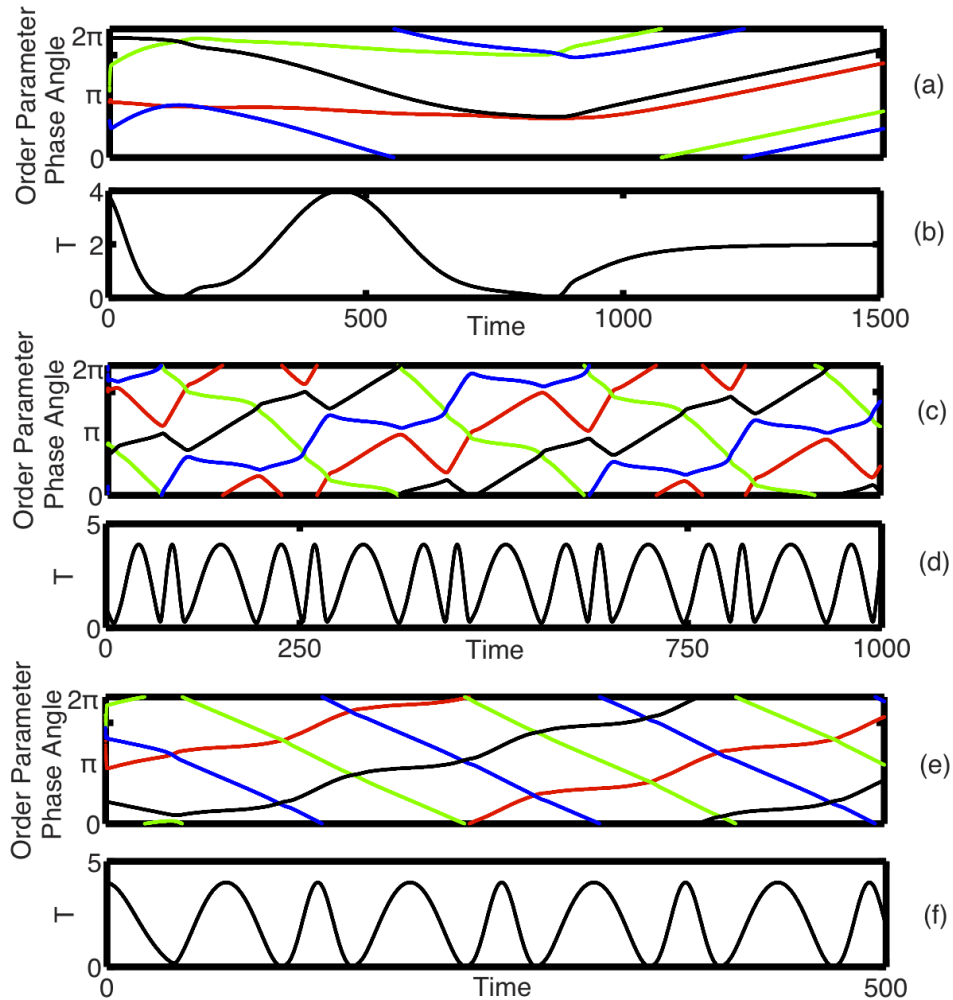 Order Parameter
Phase Angle
2π
π
0
(a)
T
4
2
0
(b)
0
500
Time
1000
1500
Order Parameter
Phase Angle
2π
π
0
(c)
T
5
0
(d)
0
250
Time
750
1000
Order Parameter
Phase Angle
2π
π
0
(e)
T
5
0
(f)
0
Time
500